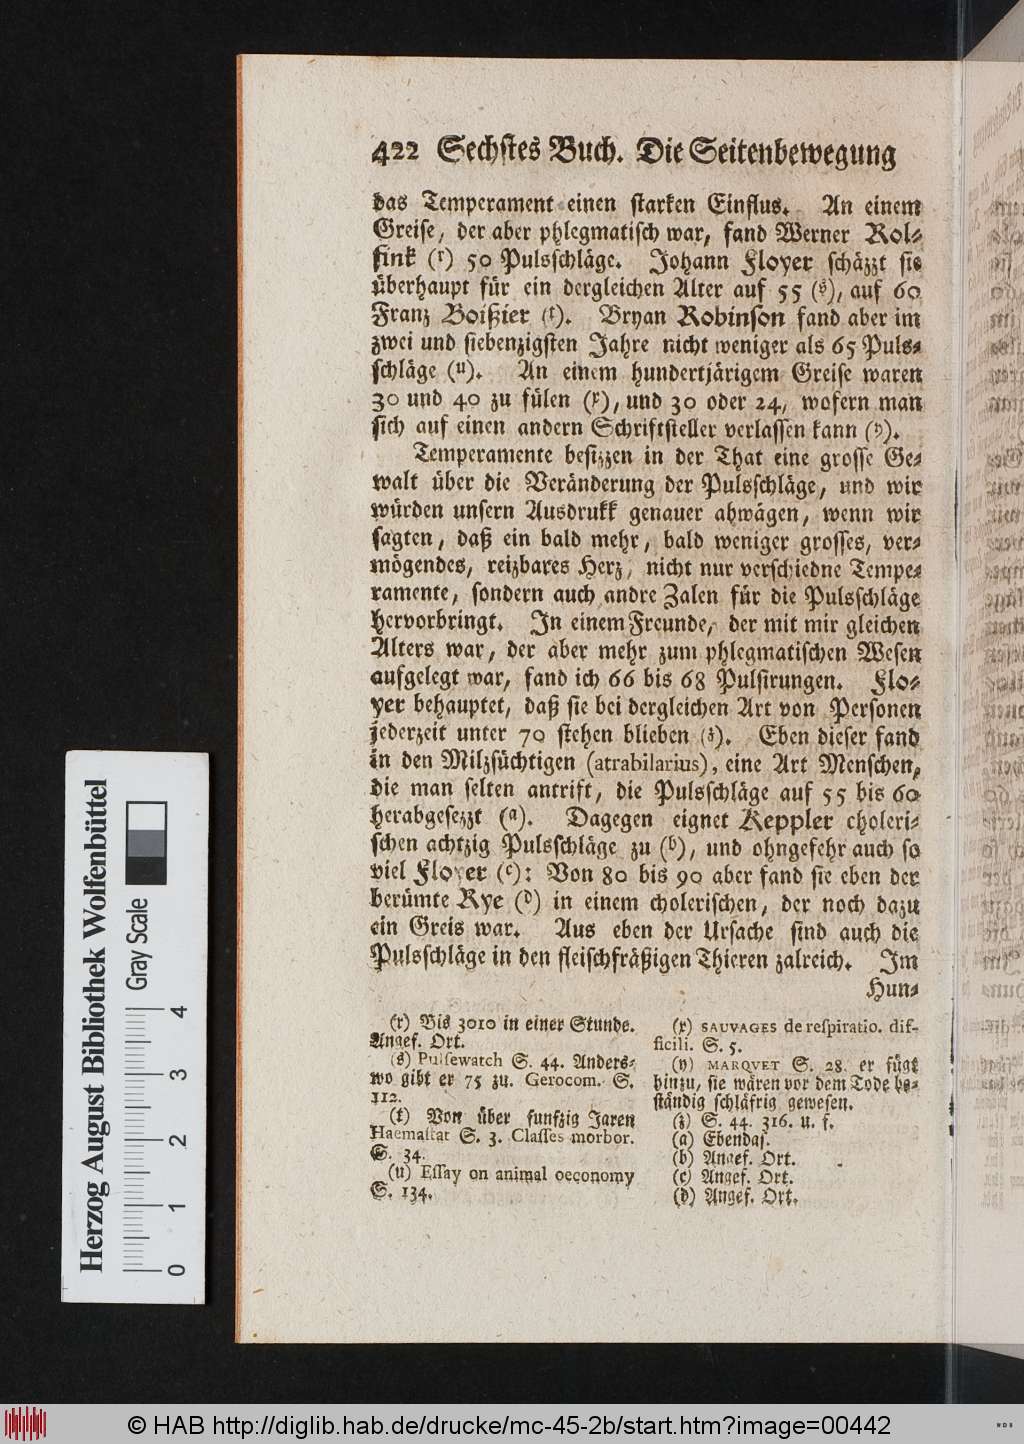 422 Sechstes Buch. Die Seitenbewegung
das Temperament einen starken Einflus. An einem
Greise, der aber phlegmatisch war, fand Werner Rol-
fink (r) 50 Pulsschläge. Johann Floyer schäzzt sie
überhaupt für ein dergleichen Alter auf 55 (s), auf 60
Franz Boißier (t). Bryan Robinson fand aber im
zwei und siebenzigsten Jahre nicht weniger als 65 Puls-
schläge (u). An einem hundertjärigem Greise waren
30 und 40 zu fülen (x), und 30 oder 24, wofern man
sich auf einen andern Schriftsteller verlassen kann (y).
Temperamente besizzen in der That eine grosse Ge-
walt über die Veränderung der Pulsschläge, und wir
würden unsern Ausdrukk genauer abwägen, wenn wir
sagten, daß ein bald mehr, bald weniger grosses, ver-
mögendes, reizbares Herz, nicht nur verschiedne Tempe-
ramente, sondern auch andre Zalen für die Pulsschläge
hervorbringt. In einem Freunde, der mit mir gleichen
Alters war, der aber mehr zum phlegmatischen Wesen
aufgelegt war, fand ich 66 bis 68 Pulsirungen. Flo-
yer behauptet, daß sie bei dergleichen Art von Personen
jederzeit unter 70 stehen blieben (z). Eben dieser fand
in den Milzsüchtigen (atrabilarius), eine Art Menschen,
die man selten antrift, die Pulsschläge auf 55 bis 60
herabgesezzt (a). Dagegen eignet Keppler choleri-
schen achtzig Pulsschläge zu (b), und ohngefehr auch so
viel Floyer (c): Von 80 bis 90 aber fand sie eben der
berümte Rye (d) in einem cholerischen, der noch dazu
ein Greis war. Aus eben der Ursache sind auch die
Pulsschläge in den fleischfräßigen Thieren zalreich. Im
Hun-
(r) Bis 3010 in einer Stunde.
Angef. Ort.
(s) Pulsewatch S. 44. Anders-
wo gibt er 75 zu. Gerocom. S.
112.
(t) Von über funfzig Jaren
Haemastat S. 3. Classes morbor.
S. 34.
(u) Essay on animal oeconomy
S. 134.
(x) SAUVAGES de respiratio. dif-
ficili. S. 5.
(y) MARQVET S. 28. er fügt
hinzu, sie wären vor dem Tode be-
ständig schläfrig gewesen.
(z) S. 44. 316. u. f.
(a) Ebendas.
(b) Angef. Ort.
(c) Angef. Ort.
(d) Angef. Ort.
Herzog August Bibliothek Wolfenbüttel
Gray Scale
0 1 2 3 4
© HAB http://diglib.hab.de/drucke/mc-45-2b/start.htm?image=00442